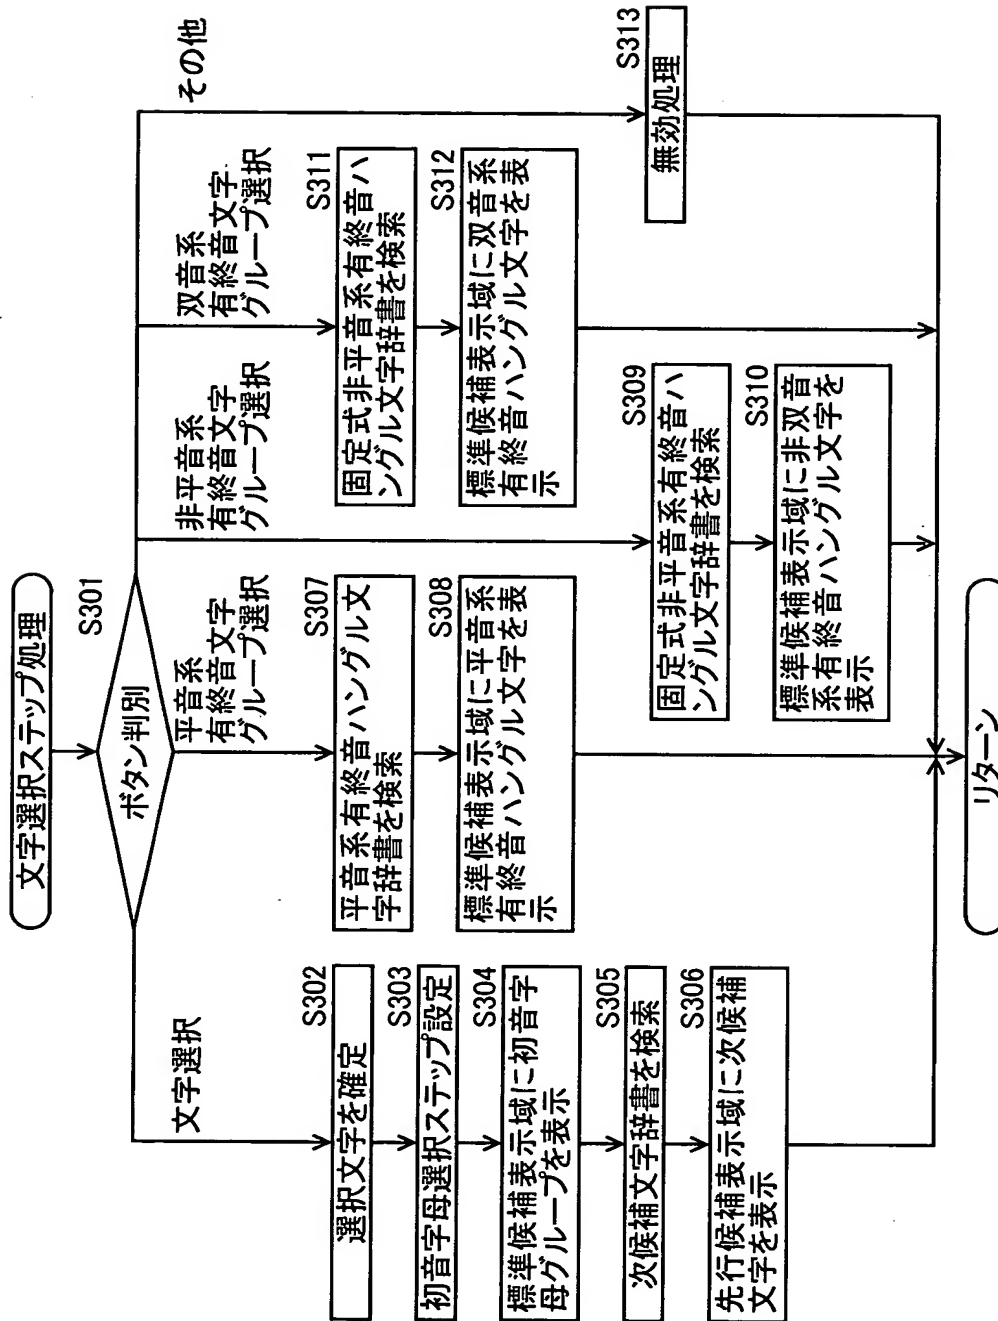 文字選択ステップ処理
S301
ボタン判別
文字選択
S302
選択文字を確定
S303
初音字母選択ステップ設定
S304
標準候補表示域に初音字
母グループを表示
S305
次候補文字辞書を検索
S306
先行候補表示域に次候補
文字を表示
平音系
有終音文字
グループ選択
S307
平音系有終音ハングル文
字辞書を検索
S308
標準候補表示域に平音系
有終音ハングル文字を表
示
非平音系
有終音文字
グループ選択
S309
固定式非平音系有終音ハ
ングル文字辞書を検索
S310
標準候補表示域に非双音
系有終音ハングル文字を
表示
双音系
有終音文字
グループ選択
S311
固定式非平音系有終音ハ
ングル文字辞書を検索
S312
標準候補表示域に双音系
有終音ハングル文字を表
示
その他
S313
無効処理
リターン